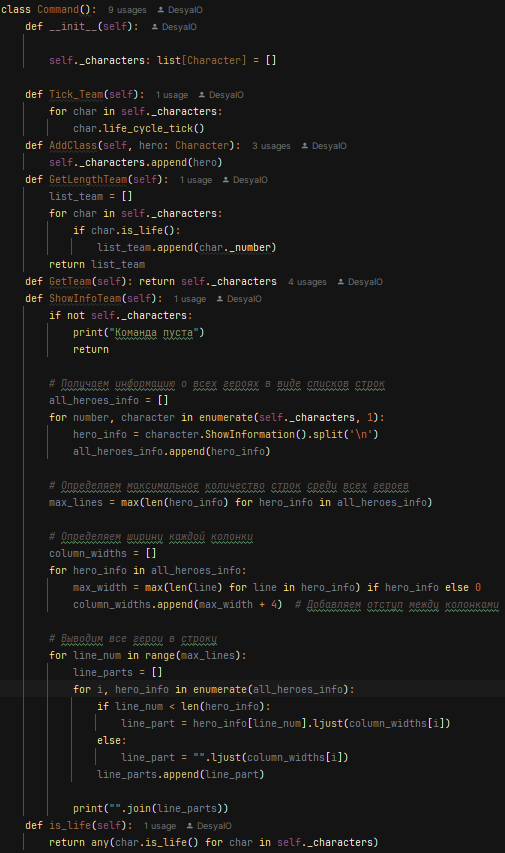 class Command(): 9 usages DesyaIO
def __init__(self): DesyaIO
self._characters: list[Character] = []
def Tick_Team(self): 1 usage DesyaIO
for char in self._characters:
char.life_cycle_tick()
def AddClass(self, hero: Character): 3 usages DesyaIO
self._characters.append(hero)
def GetLengthTeam(self): 1 usage DesyaIO
list_team = []
for char in self._characters:
if char.is_life():
list_team.append(char._number)
return list_team
def GetTeam(self): return self._characters 4 usages DesyaIO
def ShowInfoTeam(self): 1 usage DesyaIO
if not self._characters:
print("Команда пуста")
return
# Получаем информацию о всех героях в виде списков строк
all_heroes_info = []
for number, character in enumerate(self._characters, 1):
hero_info = character.ShowInformation().split('\n')
all_heroes_info.append(hero_info)
# Определяем максимальное количество строк среди всех героев
max_lines = max(len(hero_info) for hero_info in all_heroes_info)
# Определяем ширину каждой колонки
column_widths = []
for hero_info in all_heroes_info:
max_width = max(len(line) for line in hero_info) if hero_info else 0
column_widths.append(max_width + 4) # Добавляем отступ между колонками
# Выводим все герои в строку
for line_num in range(max_lines):
line_parts = []
for i, hero_info in enumerate(all_heroes_info):
if line_num < len(hero_info):
line_part = hero_info[line_num].ljust(column_widths[i])
else:
line_part = "".ljust(column_widths[i])
line_parts.append(line_part)
print("".join(line_parts))
def is_life(self): 1 usage DesyaIO
return any(char.is_life() for char in self._characters)